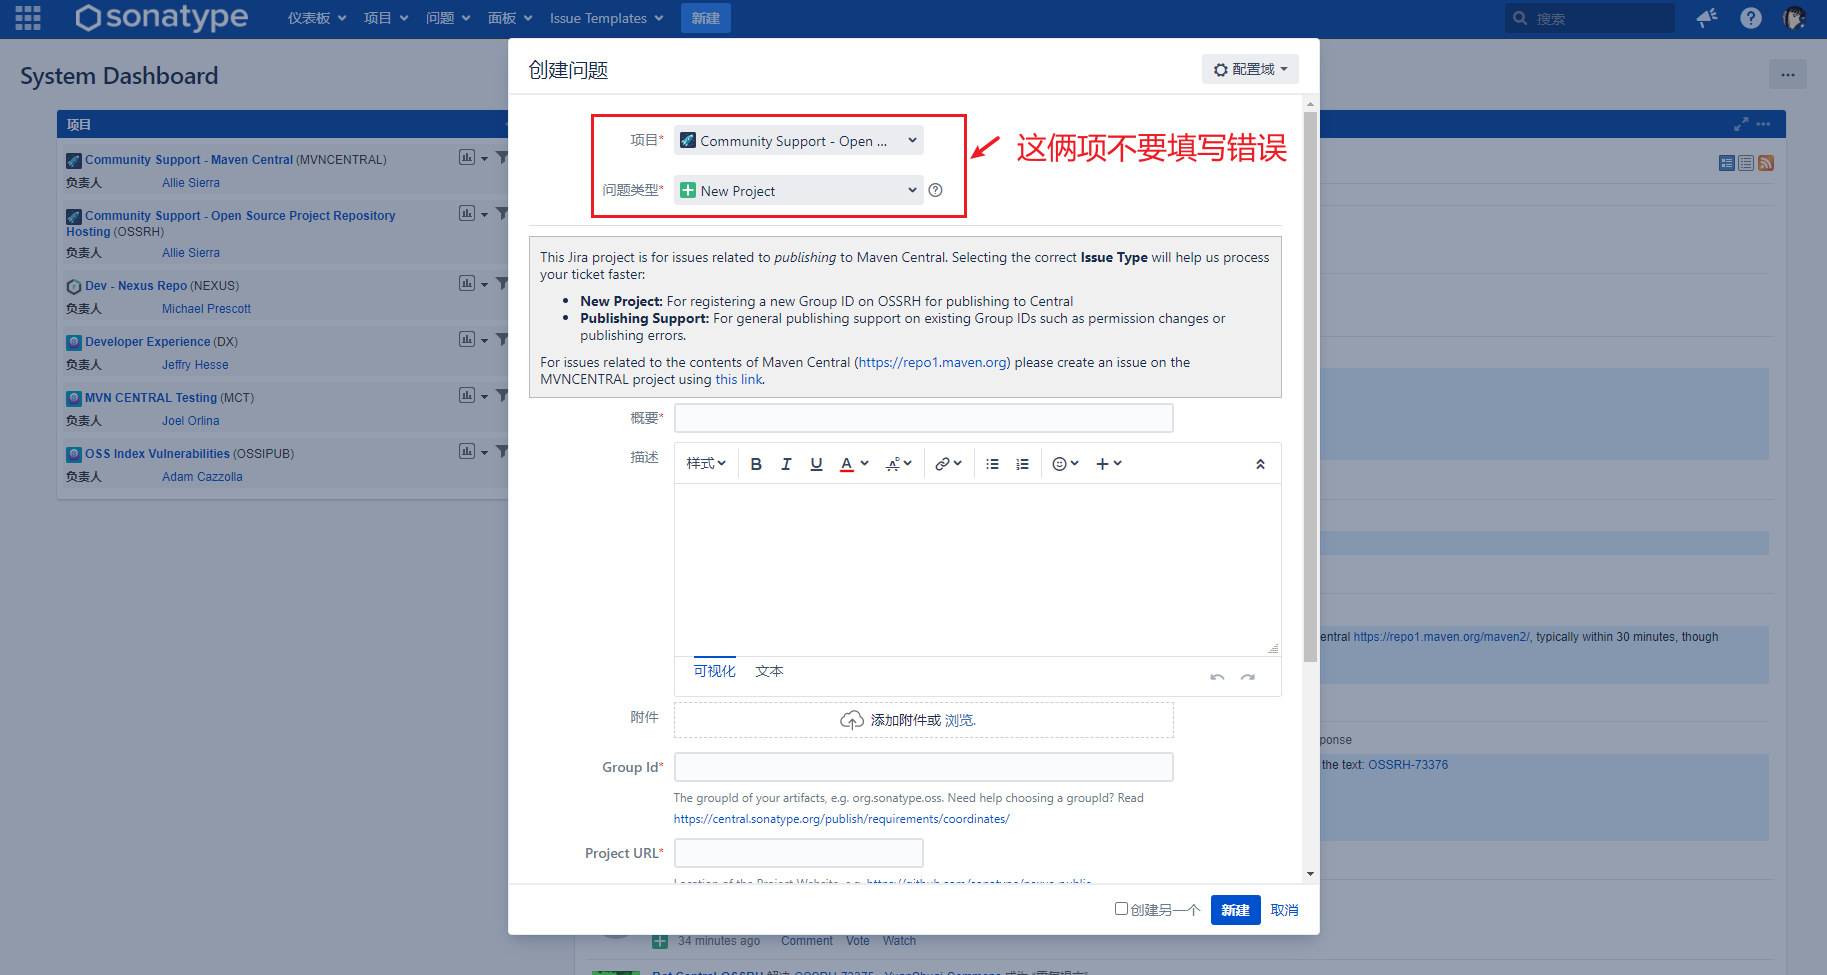 sonatype 仪表板 项目 问题 面板 Issue Templates 新建 搜索
System Dashboard
项目
Community Support - Maven Central (MVNCENTRAL)
负责人 Allie Sierra
Community Support - Open Source Project Repository
Hosting (OSSRH)
负责人 Allie Sierra
Dev - Nexus Repo (NEXUS)
负责人 Michael Prescott
Developer Experience (DX)
负责人 Jeffry Hesse
MVN CENTRAL Testing (MCT)
负责人 Joel Orlina
OSS Index Vulnerabilities (OSSIPUB)
负责人 Adam Cazzolla
创建问题 配置域
项目* Community Support - Open ...
这俩项不要填写错误
问题类型* New Project
This Jira project is for issues related to publishing to Maven Central. Selecting the correct Issue Type will help us process
your ticket faster:
• New Project: For registering a new Group ID on OSSRH for publishing to Central
• Publishing Support: For general publishing support on existing Group IDs such as permission changes or
publishing errors.
For issues related to the contents of Maven Central (https://repo1.maven.org) please create an issue on the
MVNCENTRAL project using this link.
概要*
描述 样式 B I U A
可视化 文本
附件 添加附件或 浏览.
Group Id*
The groupId of your artifacts, e.g. org.sonatype.oss. Need help choosing a groupId? Read
https://central.sonatype.org/publish/requirements/coordinates/
Project URL*
Location of the Project Website, e.g. https://github.com/sonatype/nexus-public
创建另一个 新建 取消
entral https://repo1.maven.org/maven2/, typically within 30 minutes, though
ponse
the text: OSSRH-73376
34 minutes ago Comment Vote Watch